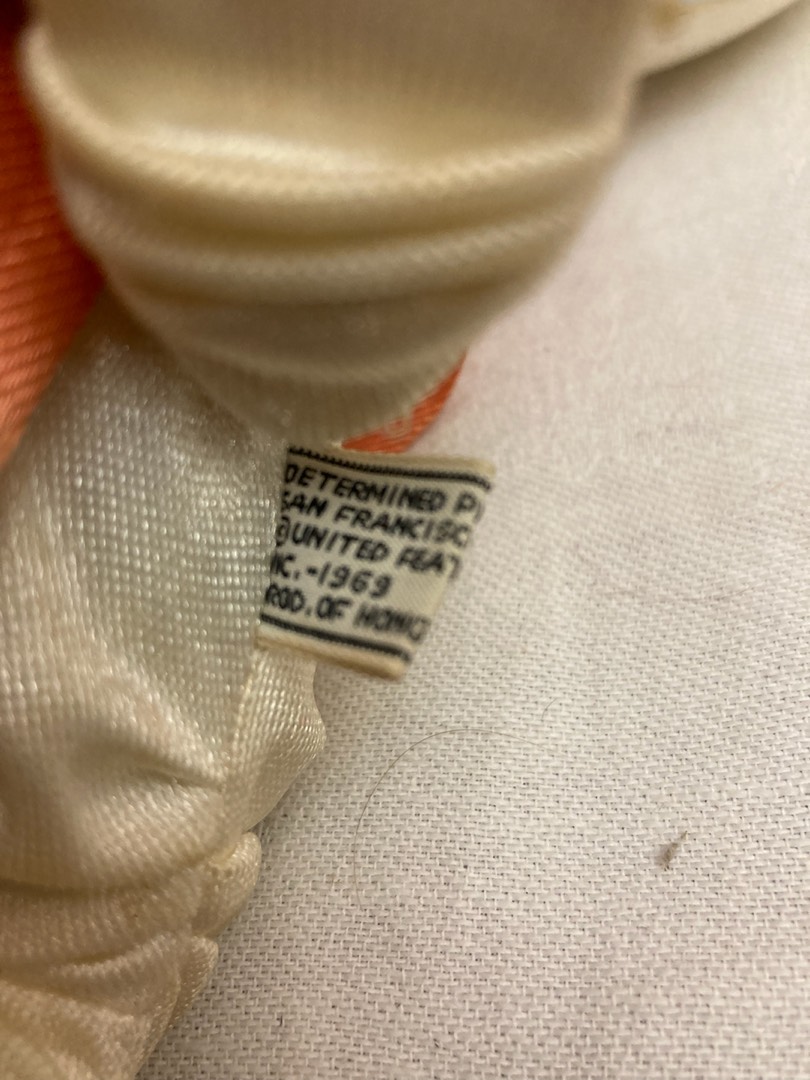 DETERMINED P
SAN FRANCISC
©UNITED FEAT
NC.-1969
ROD. OF HONG